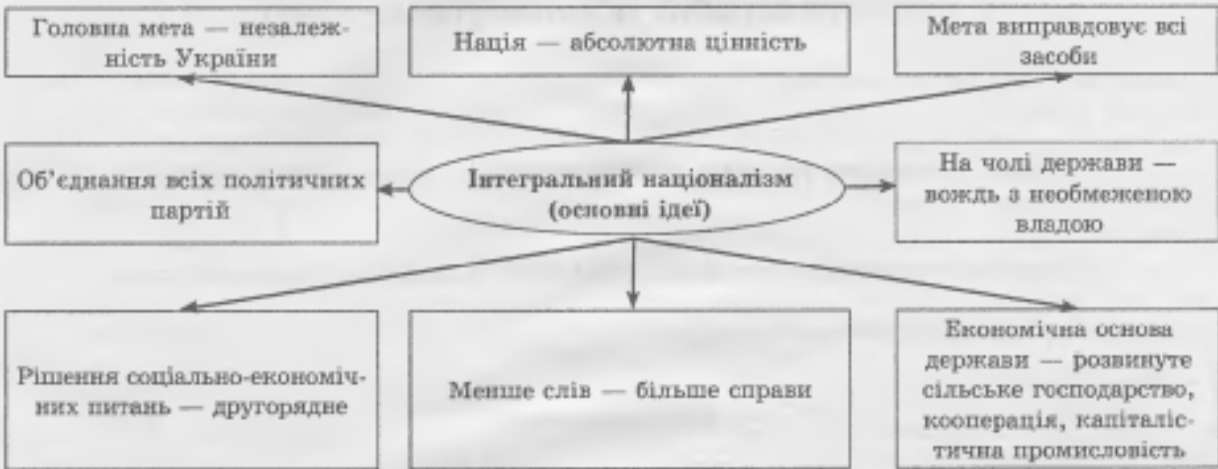 Головна мета — незалеж-
ність України
Нація — абсолютна цінність
Мета виправдовує всі
засоби
Об’єднання всіх політичних
партій
Інтегральний націоналізм
(основні ідеї)
На чолі держави —
вождь з необмеженою
владою
Рішення соціально-економіч-
них питань — другорядне
Менше слів — більше справи
Економічна основа
держави — розвинуте
сільське господарство,
кооперація, капіталіс-
тична промисловість